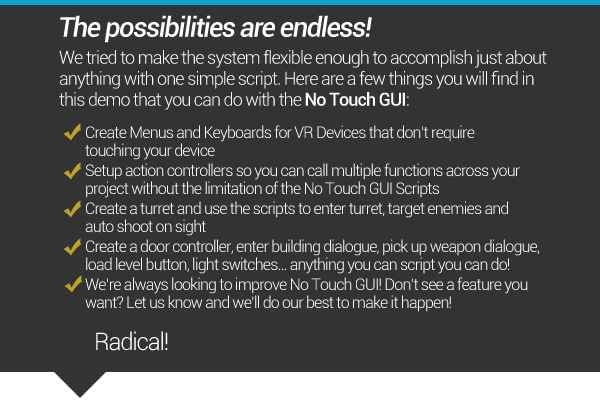 The possibilities are endless!
We tried to make the system flexible enough to accomplish just about
anything with one simple script. Here are a few things you will find in
this demo that you can do with the No Touch GUI:
Create Menus and Keyboards for VR Devices that don't require
touching your device
Setup action controllers so you can call multiple functions across your
project without the limitation of the No Touch GUI Scripts
Create a turret and use the scripts to enter turret, target enemies and
auto shoot on sight
Create a door controller, enter building dialogue, pick up weapon dialogue,
load level button, light switches... anything you can script you can do!
We're always looking to improve No Touch GUI! Don't see a feature you
want? Let us know and we'll do our best to make it happen!
Radical!